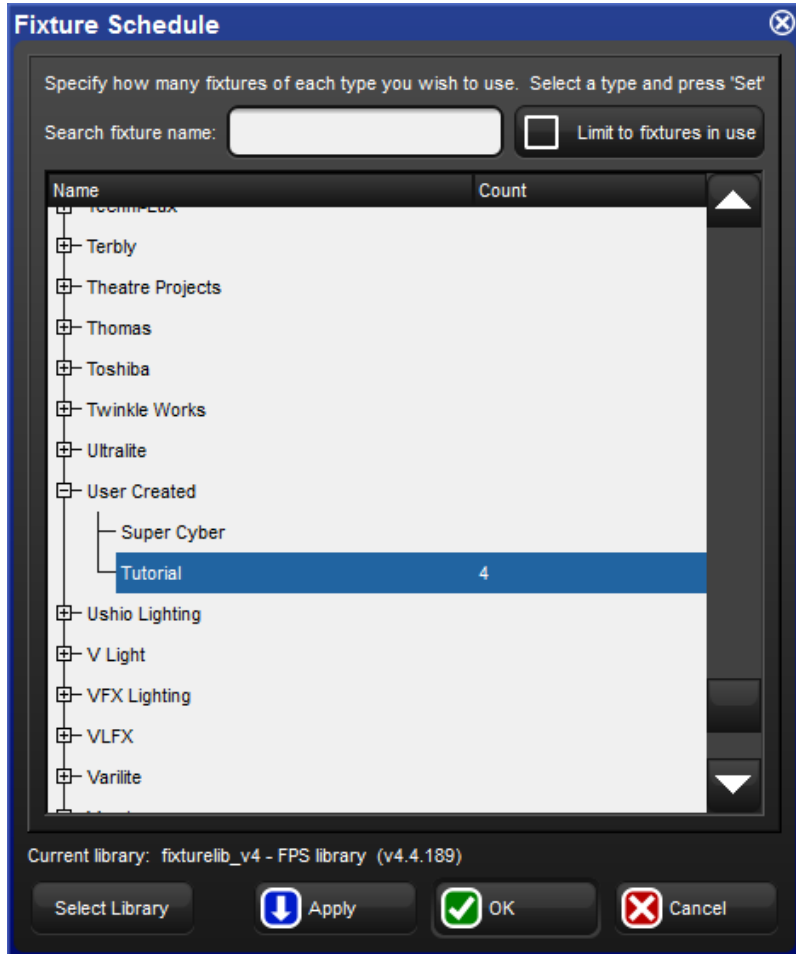 Fixture Schedule
Specify how many fixtures of each type you wish to use. Select a type and press 'Set'
Search fixture name:
Limit to fixtures in use
Name Count
Terbly
Theatre Projects
Thomas
Toshiba
Twinkle Works
Ultralite
User Created
Super Cyber
Tutorial 4
Ushio Lighting
V Light
VFX Lighting
VLFX
Varilite
Current library: fixturelib_v4 - FPS library (v4.4.189)
Select Library Apply OK Cancel